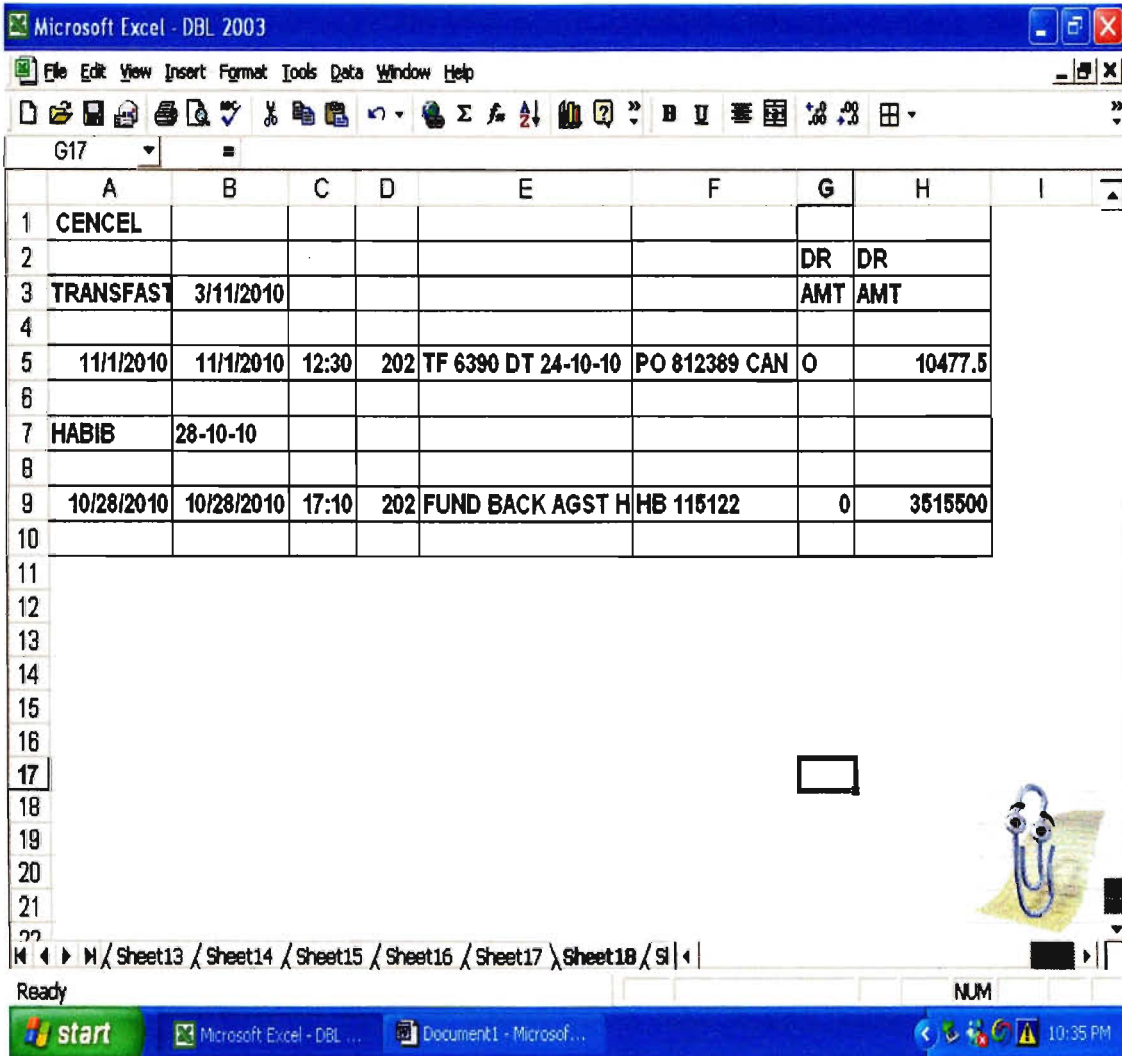 Microsoft Excel - DBL 2003
File Edit View Insert Format Tools Data Window Help
G17 =
A B C D E F G H I
1 CENCEL
2 DR DR
3 TRANSFAST 3/11/2010 AMT AMT
4
5 11/1/2010 11/1/2010 12:30 202 TF 6390 DT 24-10-10 PO 812389 CAN O 10477.5
6
7 HABIB 28-10-10
8
9 10/28/2010 10/28/2010 17:10 202 FUND BACK AGST H HB 115122 0 3515500
10
11
12
13
14
15
16
17
18
19
20
21
22
Sheet13 Sheet14 Sheet15 Sheet16 Sheet17 Sheet18 Sl
Ready NUM
start Microsoft Excel - DBL ... Document1 - Microsof... 10:35 PM